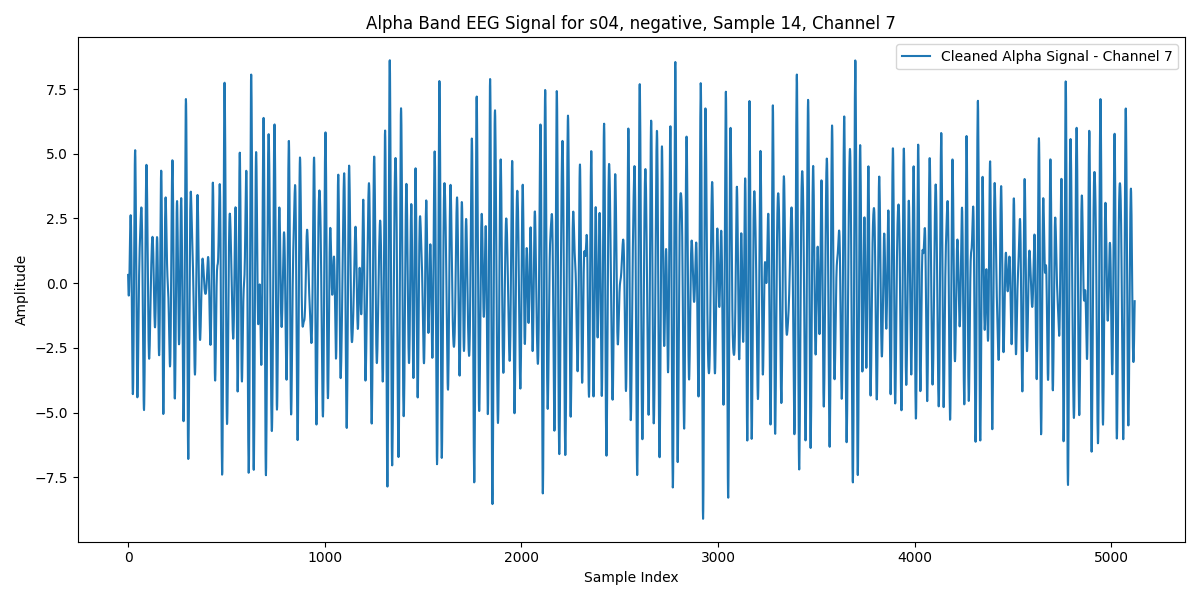 Alpha Band EEG Signal for s04, negative, Sample 14, Channel 7
Cleaned Alpha Signal - Channel 7
Amplitude
7.5
5.0
2.5
0.0
−2.5
−5.0
−7.5
0 1000 2000 3000 4000 5000
Sample Index